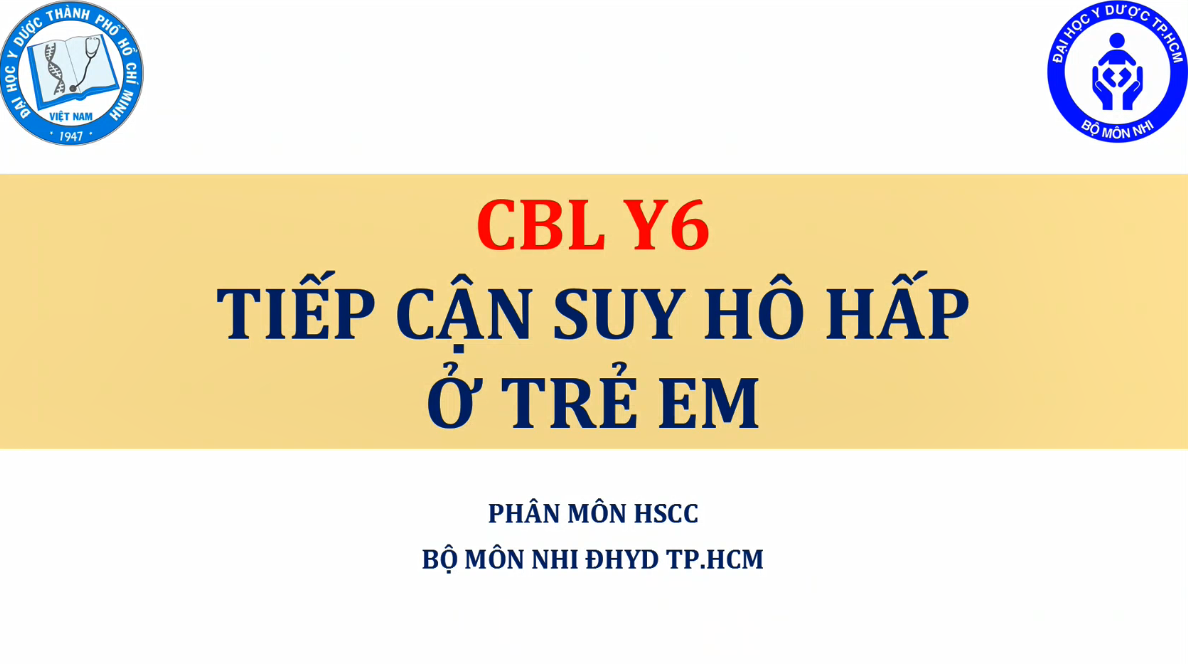 ĐẠI HỌC Y DƯỢC THÀNH PHỐ HỒ CHÍ MINH
VIỆT NAM
1947
ĐẠI HỌC Y DƯỢC TP.HCM
BỘ MÔN NHI
CBL Y6
TIẾP CẬN SUY HÔ HẤP
Ở TRẺ EM
PHÂN MÔN HSCC
BỘ MÔN NHI ĐHYD TP.HCM